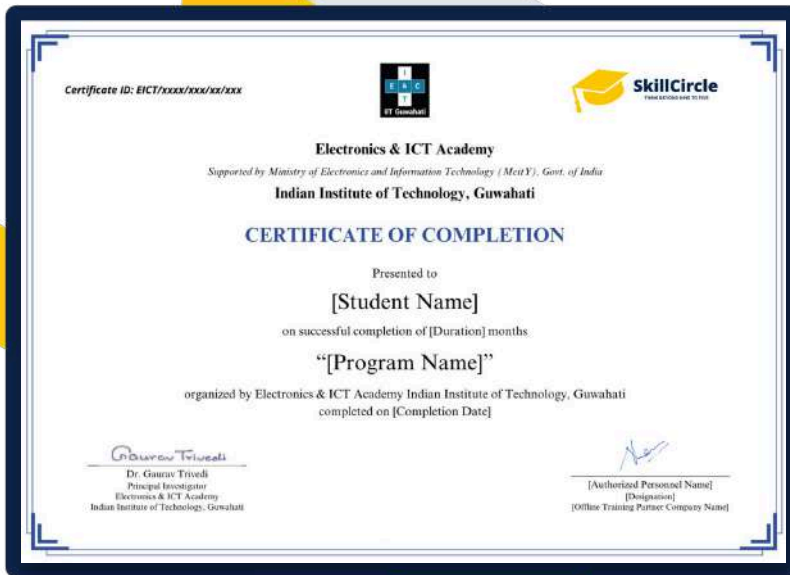 Certificate ID: EICT/xxxx/xxx/xx/xxx
I
E & C
T
IIT Guwahati
SkillCircle
Electronics & ICT Academy
Supported by Ministry of Electronics and Information Technology (MeitY), Govt. of India
Indian Institute of Technology, Guwahati
CERTIFICATE OF COMPLETION
Presented to
[Student Name]
on successful completion of [Duration] months
“[Program Name]”
organized by Electronics & ICT Academy Indian Institute of Technology, Guwahati
completed on [Completion Date]
Gaurav Trivedi
Dr. Gaurav Trivedi
Principal Investigator
Electronics & ICT Academy
Indian Institute of Technology, Guwahati
[Authorized Personnel Name]
[Designation]
[Offline Training Partner Company Name]